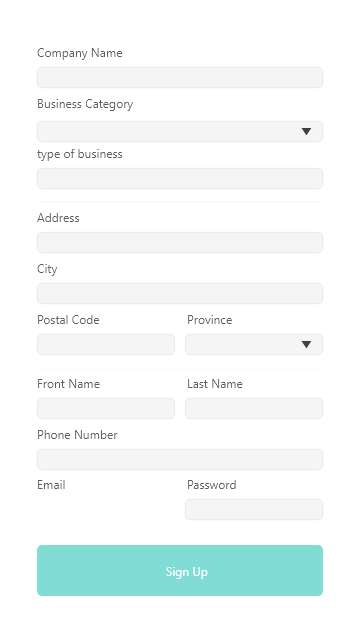 Company Name
Business Category
type of business
Address
City
Postal Code Province
Front Name Last Name
Phone Number
Email Password
Sign Up